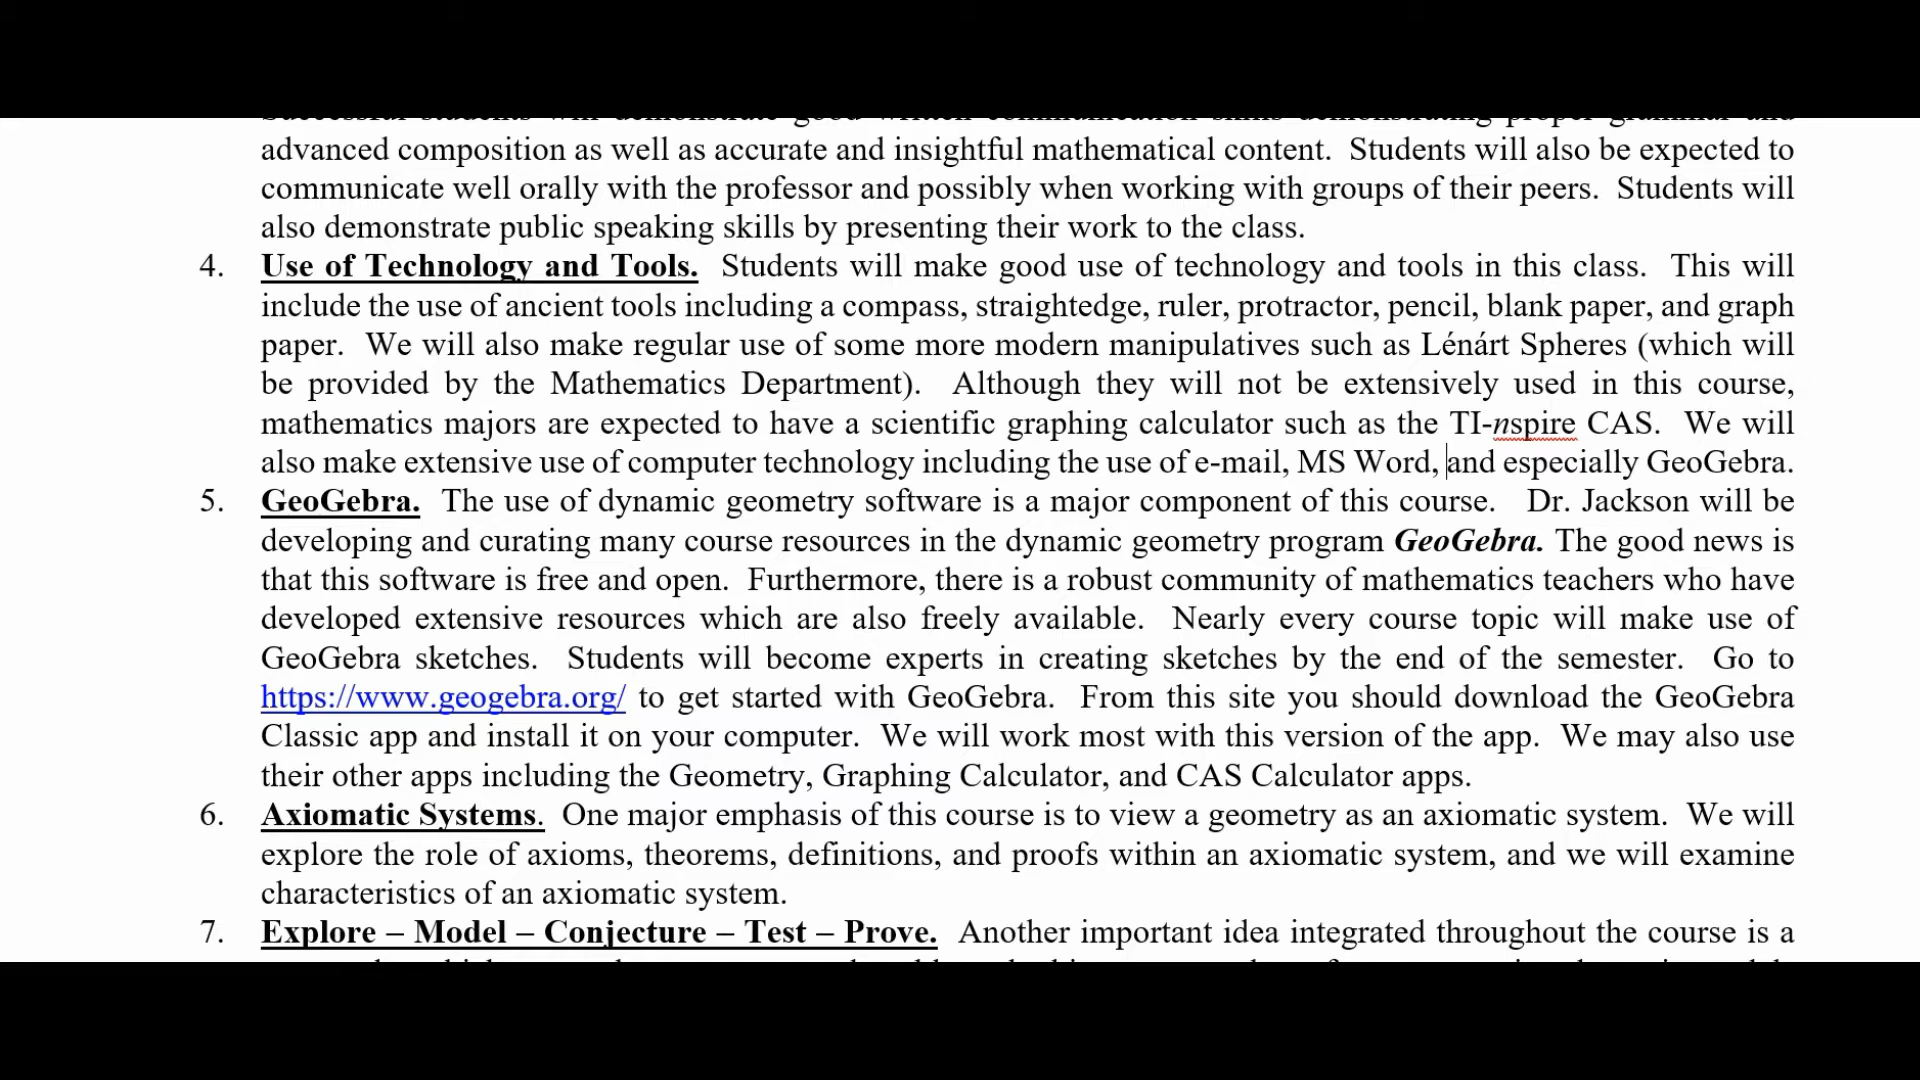 Successful students will demonstrate good written communication skills demonstrating proper grammar and
advanced composition as well as accurate and insightful mathematical content. Students will also be expected to
communicate well orally with the professor and possibly when working with groups of their peers. Students will
also demonstrate public speaking skills by presenting their work to the class.
4. Use of Technology and Tools. Students will make good use of technology and tools in this class. This will
include the use of ancient tools including a compass, straightedge, ruler, protractor, pencil, blank paper, and graph
paper. We will also make regular use of some more modern manipulatives such as Lénárt Spheres (which will
be provided by the Mathematics Department). Although they will not be extensively used in this course,
mathematics majors are expected to have a scientific graphing calculator such as the TI-nspire CAS. We will
also make extensive use of computer technology including the use of e-mail, MS Word, and especially GeoGebra.
5. GeoGebra. The use of dynamic geometry software is a major component of this course. Dr. Jackson will be
developing and curating many course resources in the dynamic geometry program GeoGebra. The good news is
that this software is free and open. Furthermore, there is a robust community of mathematics teachers who have
developed extensive resources which are also freely available. Nearly every course topic will make use of
GeoGebra sketches. Students will become experts in creating sketches by the end of the semester. Go to
https://www.geogebra.org/ to get started with GeoGebra. From this site you should download the GeoGebra
Classic app and install it on your computer. We will work most with this version of the app. We may also use
their other apps including the Geometry, Graphing Calculator, and CAS Calculator apps.
6. Axiomatic Systems. One major emphasis of this course is to view a geometry as an axiomatic system. We will
explore the role of axioms, theorems, definitions, and proofs within an axiomatic system, and we will examine
characteristics of an axiomatic system.
7. Explore – Model – Conjecture – Test – Prove. Another important idea integrated throughout the course is a